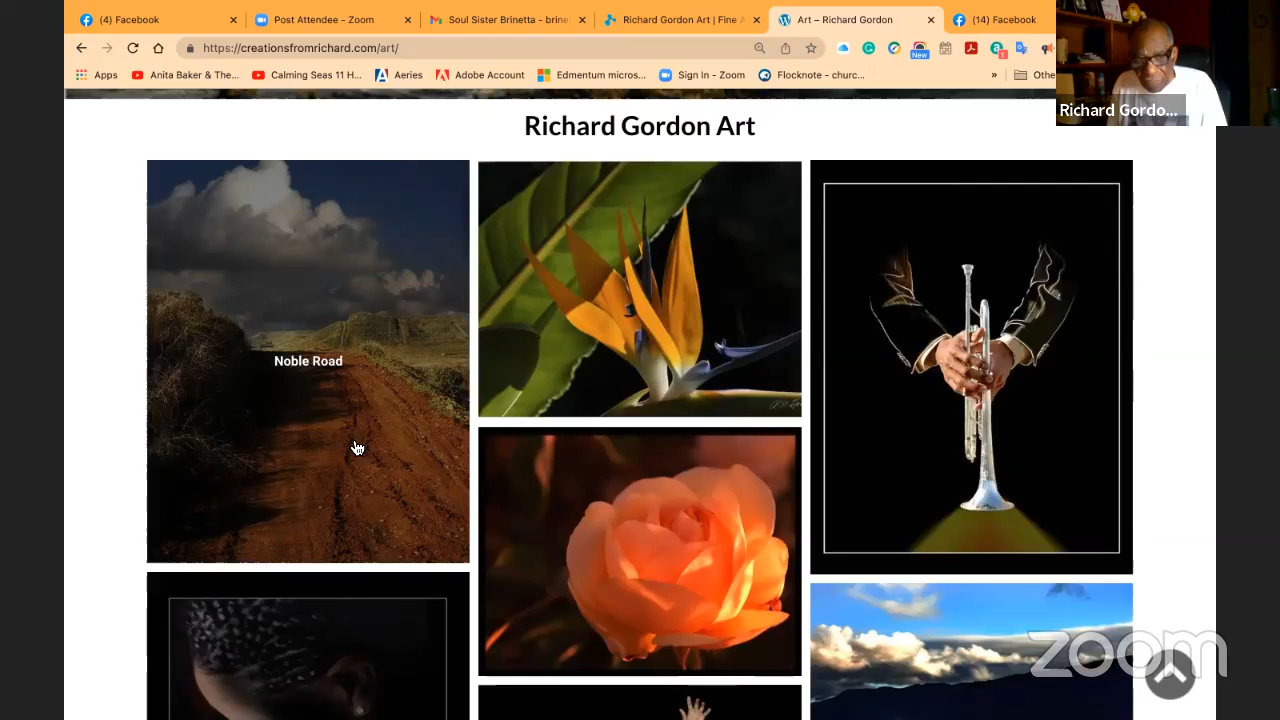 (4) Facebook
Post Attendee - Zoom
Soul Sister Brinetta - brine
Richard Gordon Art | Fine A
Art – Richard Gordon
(14) Facebook
https://creationsfromrichard.com/art/
New
1
Apps
Anita Baker & The...
Calming Seas 11 H...
Aeries
Adobe Account
Edmentum micros...
Sign In - Zoom
Flocknote - churc...
»
Othe
Richard Gordo...
Richard Gordon Art
Noble Road
zoom